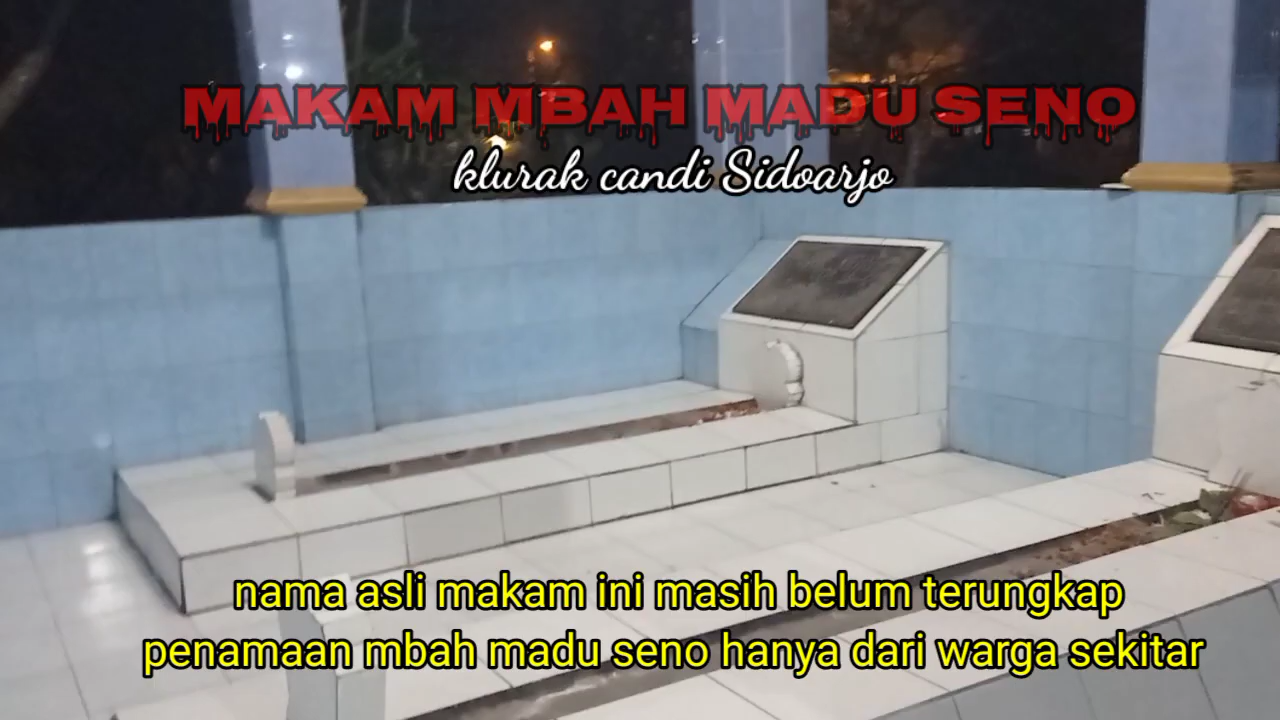 MAKAM MBAH MADU SENO
klurak candi Sidoarjo
nama asli makam ini masih belum terungkap
penamaan mbah madu seno hanya dari warga sekitar